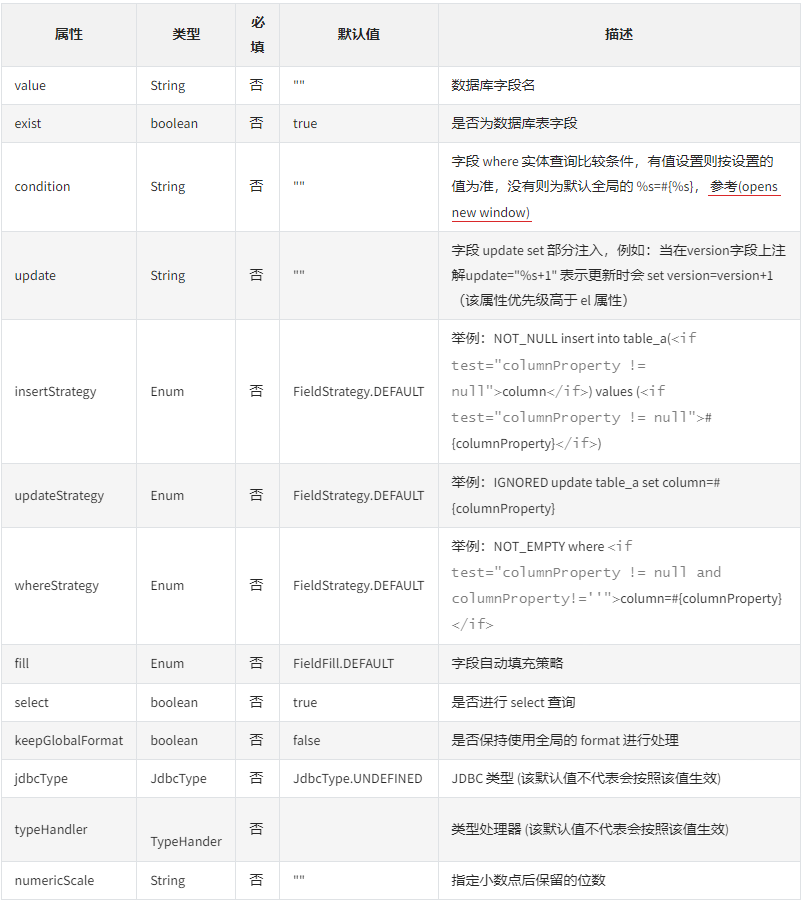 属性 类型 必填 默认值 描述
value String 否 "" 数据库字段名
exist boolean 否 true 是否为数据库表字段
condition String 否 "" 字段 where 实体查询比较条件，有值设置则按设置的
值为准，没有则为默认全局的 %s=#{%s}，参考(opens
new window)
update String 否 "" 字段 update set 部分注入，例如：当在version字段上注
解update="%s+1" 表示更新时会 set version=version+1
（该属性优先级高于 el 属性）
insertStrategy Enum 否 FieldStrategy.DEFAULT 举例：NOT_NULL insert into table_a(<if
test="columnProperty !=
null">column</if>) values (<if
test="columnProperty != null">#
{columnProperty}</if>)
updateStrategy Enum 否 FieldStrategy.DEFAULT 举例：IGNORED update table_a set column=#
{columnProperty}
whereStrategy Enum 否 FieldStrategy.DEFAULT 举例：NOT_EMPTY where <if
test="columnProperty != null and
columnProperty!=''">column=#{columnProperty}
</if>
fill Enum 否 FieldFill.DEFAULT 字段自动填充策略
select boolean 否 true 是否进行 select 查询
keepGlobalFormat boolean 否 false 是否保持使用全局的 format 进行处理
jdbcType JdbcType 否 JdbcType.UNDEFINED JDBC 类型 (该默认值不代表会按照该值生效)
typeHandler TypeHander 否 类型处理器 (该默认值不代表会按照该值生效)
numericScale String 否 "" 指定小数点后保留的位数